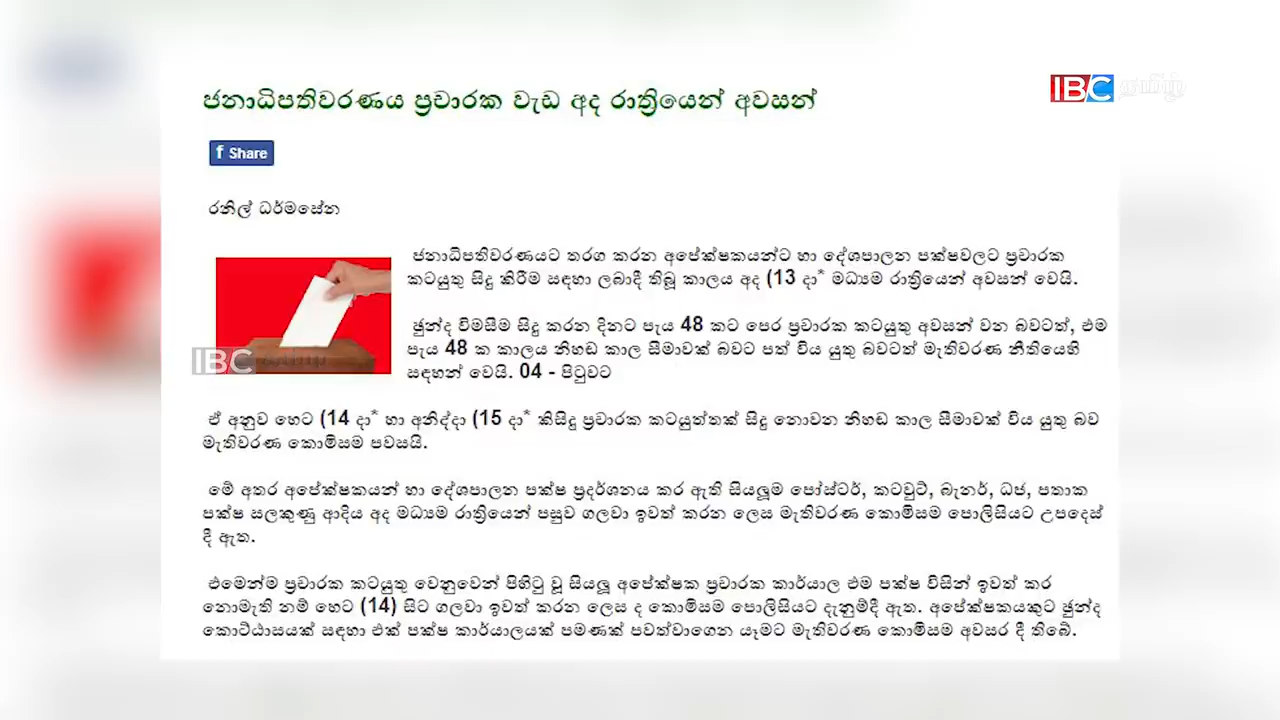 ජනාධිපතිවරණය ප්‍රචාරක වැඩ අද රාත්‍රියෙන් අවසන්
IBC தமிழ்
f Share
රනිල් ධර්මසේන
ජනාධිපතිවරණයට තරග කරන අපේක්ෂකයන්ට හා දේශපාලන පක්ෂවලට ප්‍රචාරක
කටයුතු සිදු කිරීම සඳහා ලබාදී තිබූ කාලය අද (13 දා* මධ්‍යම රාත්‍රියෙන් අවසන් වෙයි.
ඡුන්ද විමසීම සිදු කරන දිනට පැය 48 කට පෙර ප්‍රචාරක කටයුතු අවසන් වන බවටත්, එම
පැය 48 ක කාලය නිහඬ කාල සීමාවක් බවට පත් විය යුතු බවටත් මැතිවරණ නීතියෙහි
සඳහන් වෙයි. 04 - පිටුවට
IBC
ඒ අනුව හෙට (14 දා* හා අනිද්දා (15 දා* කිසිදු ප්‍රචාරක කටයුත්තක් සිදු නොවන නිහඬ කාල සීමාවක් විය යුතු බව
මැතිවරණ කොමිසම පවසයි.
මේ අතර අපේක්ෂකයන් හා දේශපාලන පක්ෂ ප්‍රදර්ශනය කර ඇති සියලූම පෝස්ටර්, කටවුට්, බැනර්, ධජ, පතාක
පක්ෂ සලකුණු ආදිය අද මධ්‍යම රාත්‍රියෙන් පසුව ගලවා ඉවත් කරන ලෙස මැතිවරණ කොමිසම පොලිසියට උපදෙස්
දී ඇත.
එමෙන්ම ප්‍රචාරක කටයුතු වෙනුවෙන් පිහිටු වූ සියලූ අපේක්ෂක ප්‍රචාරක කාර්යාල එම පක්ෂ විසින් ඉවත් කර
නොමැති නම් හෙට (14) සිට ගලවා ඉවත් කරන ලෙස ද කොමිසම පොලිසියට දැනුම්දී ඇත. අපේක්ෂකයකුට ඡුන්ද
කොට්ඨාසයක් සඳහා එක් පක්ෂ කාර්යාලයක් පමණක් පවත්වාගෙන යෑමට මැතිවරණ කොමිසම අවසර දී තිබේ.